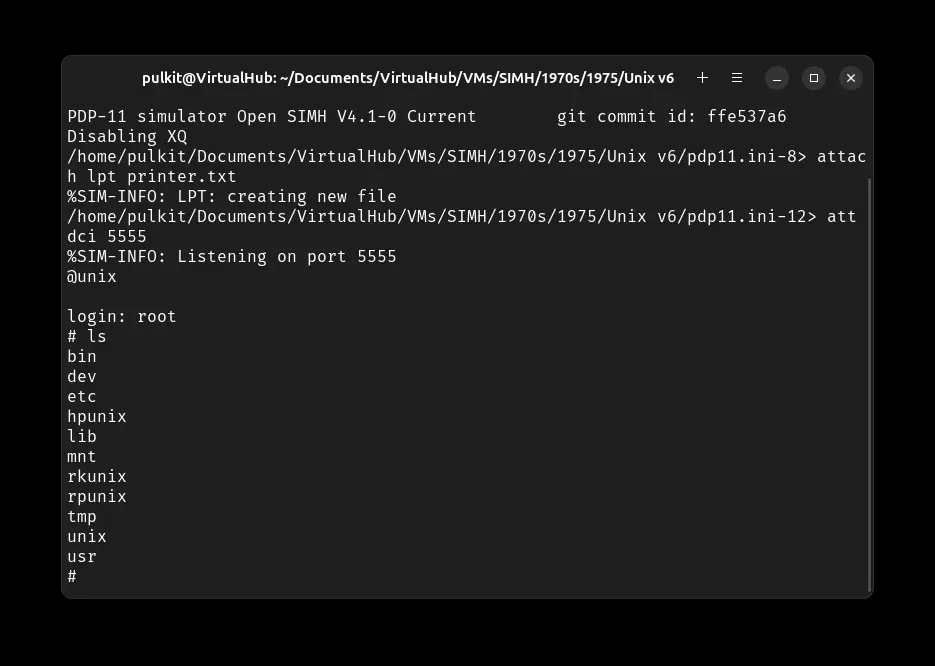 pulkit@VirtualHub: ~/Documents/VirtualHub/VMs/SIMH/1970s/1975/Unix v6
PDP-11 simulator Open SIMH V4.1-0 Current        git commit id: ffe537a6
Disabling XQ
/home/pulkit/Documents/VirtualHub/VMs/SIMH/1970s/1975/Unix v6/pdp11.ini-8> attac
h lpt printer.txt
%SIM-INFO: LPT: creating new file
/home/pulkit/Documents/VirtualHub/VMs/SIMH/1970s/1975/Unix v6/pdp11.ini-12> att
dci 5555
%SIM-INFO: Listening on port 5555
@unix

login: root
# ls
bin
dev
etc
hpunix
lib
mnt
rkunix
rpunix
tmp
unix
usr
#